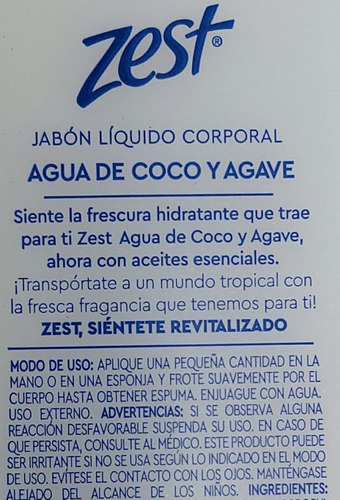 Zest®
JABÓN LÍQUIDO CORPORAL
AGUA DE COCO Y AGAVE
Siente la frescura hidratante que trae
para ti Zest Agua de Coco y Agave,
ahora con aceites esenciales.
¡Transpórtate a un mundo tropical con
la fresca fragancia que tenemos para ti!
ZEST, SIÉNTETE REVITALIZADO
MODO DE USO: APLIQUE UNA PEQUEÑA CANTIDAD EN LA
MANO O EN UNA ESPONJA Y FROTE SUAVEMENTE POR EL
CUERPO HASTA OBTENER ESPUMA. ENJUAGUE CON AGUA.
USO EXTERNO. ADVERTENCIAS: SI SE OBSERVA ALGUNA
REACCIÓN DESFAVORABLE SUSPENDA SU USO. EN CASO DE
QUE PERSISTA, CONSULTE AL MÉDICO. ESTE PRODUCTO PUEDE
SER IRRITANTE SI NO SE USA SEGÚN LO INDICADO EN EL MODO
DE USO. EVÍTESE EL CONTACTO CON LOS OJOS. MANTÉNGASE
ALEJADO DEL ALCANCE DE LOS NIÑOS. INGREDIENTES: